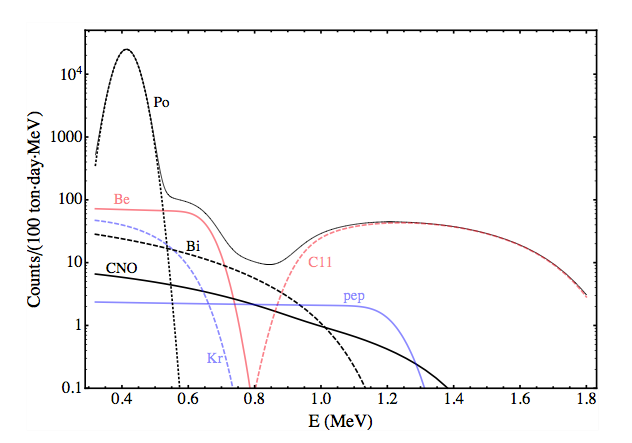 10⁴
1000
100
10
1
0.1
Counts/(100 ton·day·MeV)
Po
Be
Bi
CNO
C11
pep
Kr
0.4 0.6 0.8 1.0 1.2 1.4 1.6 1.8
E (MeV)